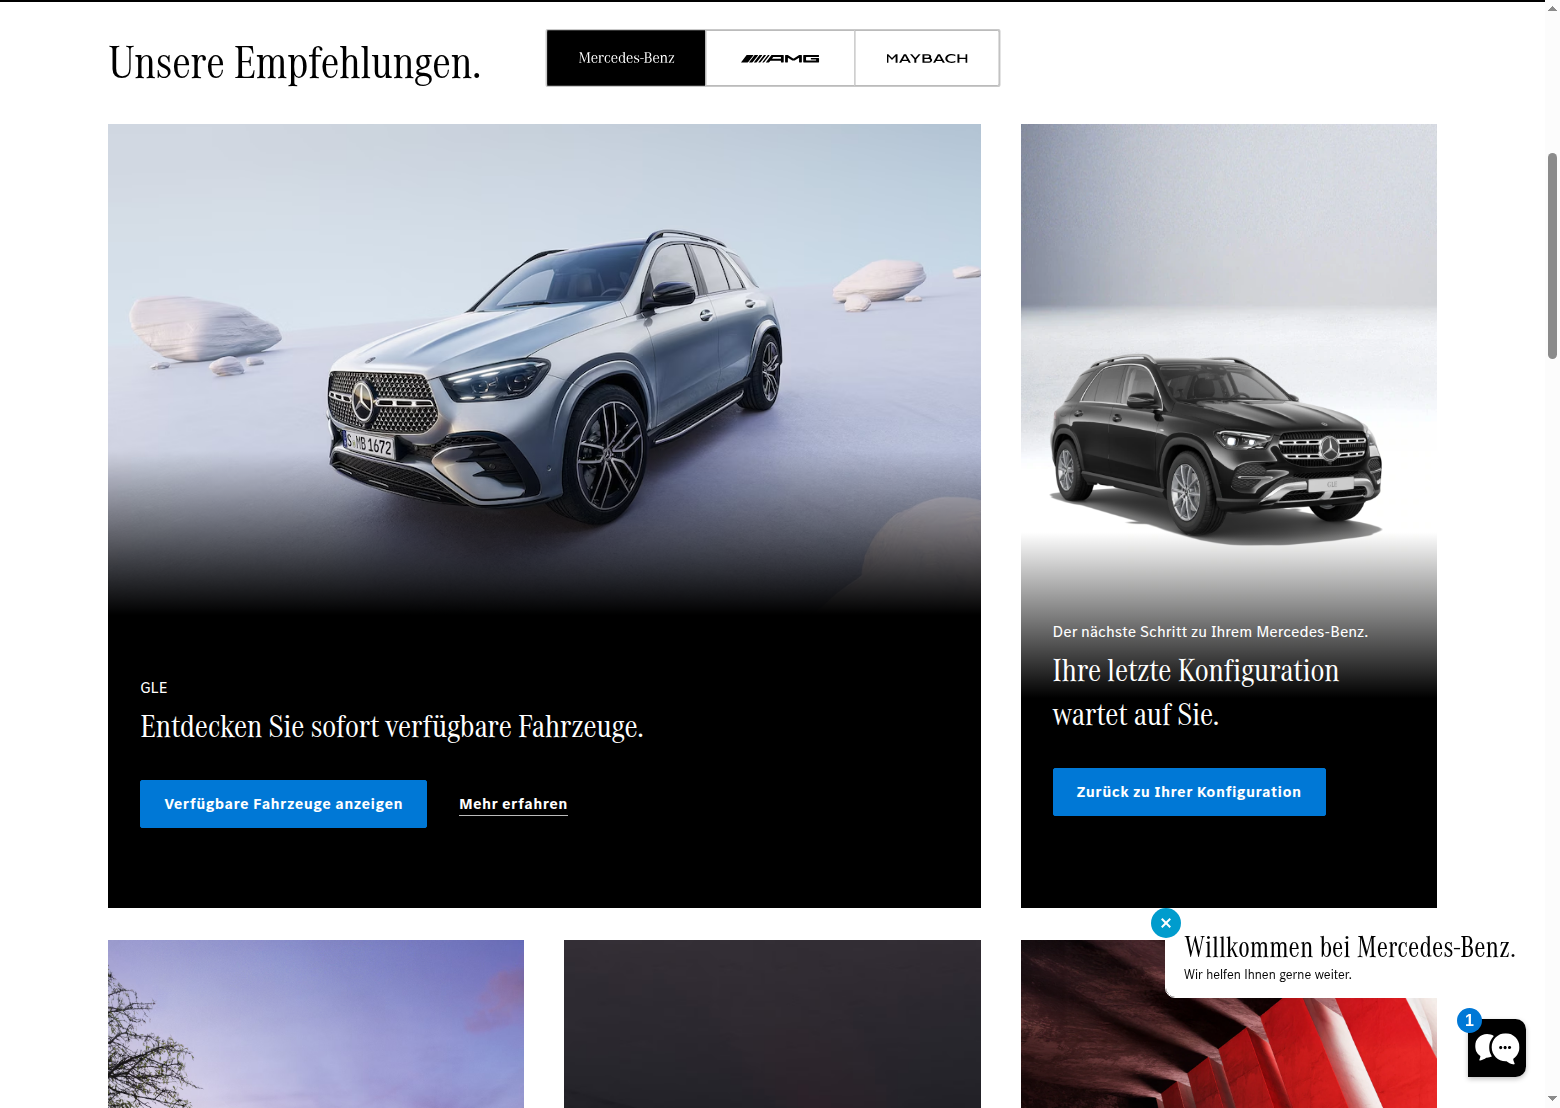 Unsere Empfehlungen.
Mercedes-Benz
AMG
MAYBACH
S MB 1672
GLE
GLE
Entdecken Sie sofort verfügbare Fahrzeuge.
Verfügbare Fahrzeuge anzeigen
Mehr erfahren
Der nächste Schritt zu Ihrem Mercedes-Benz.
Ihre letzte Konfiguration
wartet auf Sie.
Zurück zu Ihrer Konfiguration
Willkommen bei Mercedes-Benz.
Wir helfen Ihnen gerne weiter.
1